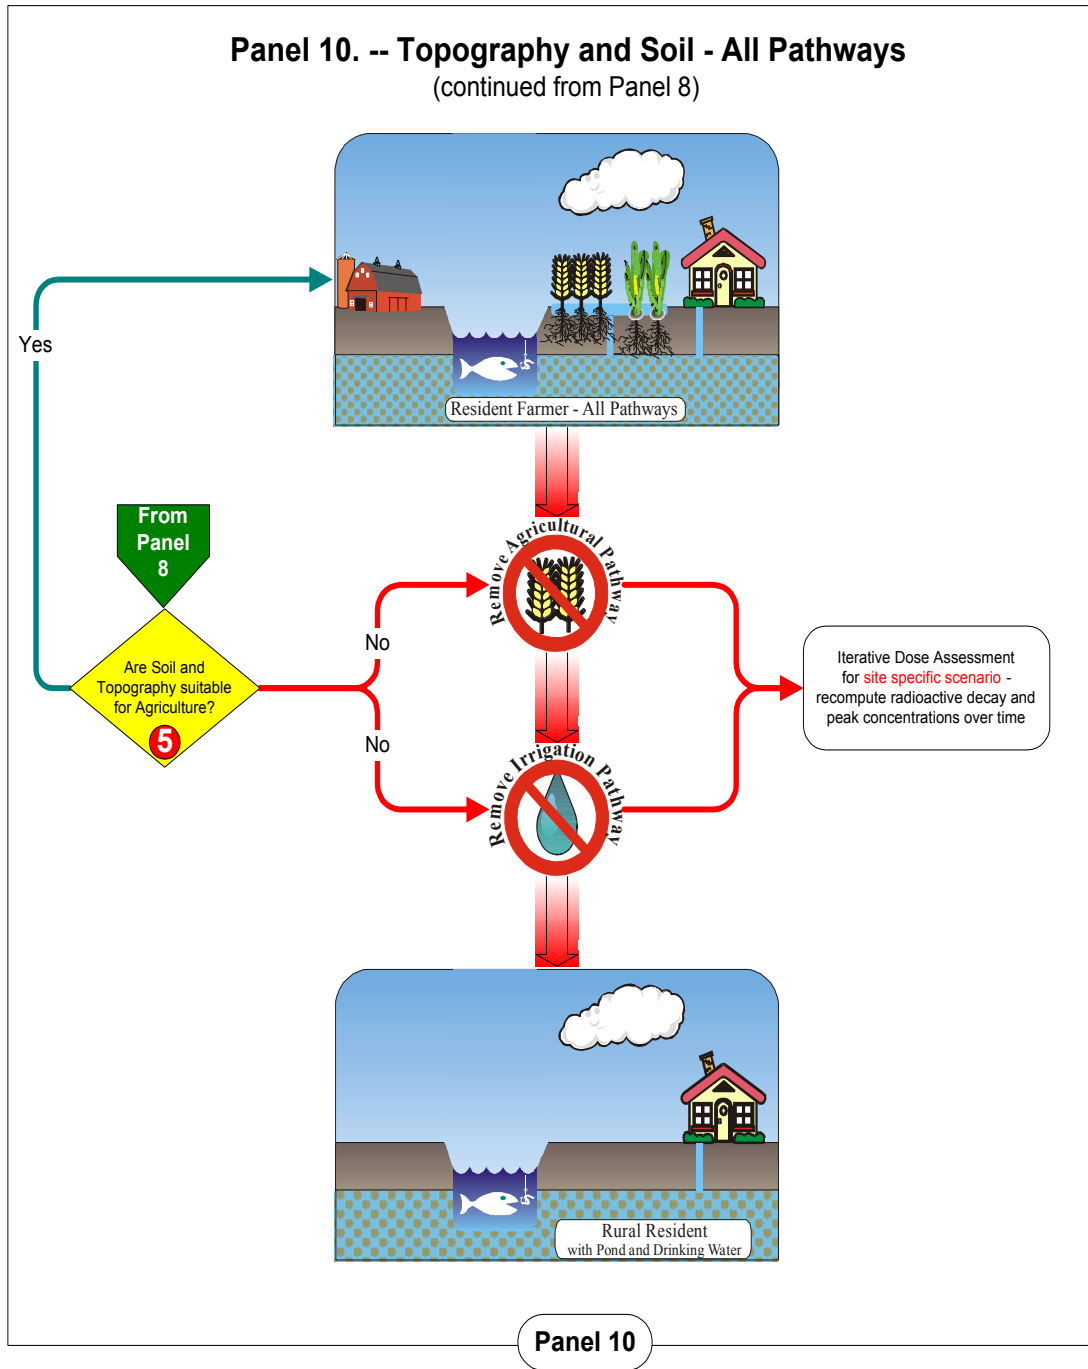 Panel 10. -- Topography and Soil - All Pathways
(continued from Panel 8)
Yes
Resident Farmer - All Pathways
From
Panel
8
Remove Agricultural Pathway
Are Soil and
Topography suitable
for Agriculture?
5
No
No
Iterative Dose Assessment
for site specific scenario -
recompute radioactive decay and
peak concentrations over time
Remove Irrigation Pathway
Rural Resident
with Pond and Drinking Water
Panel 10